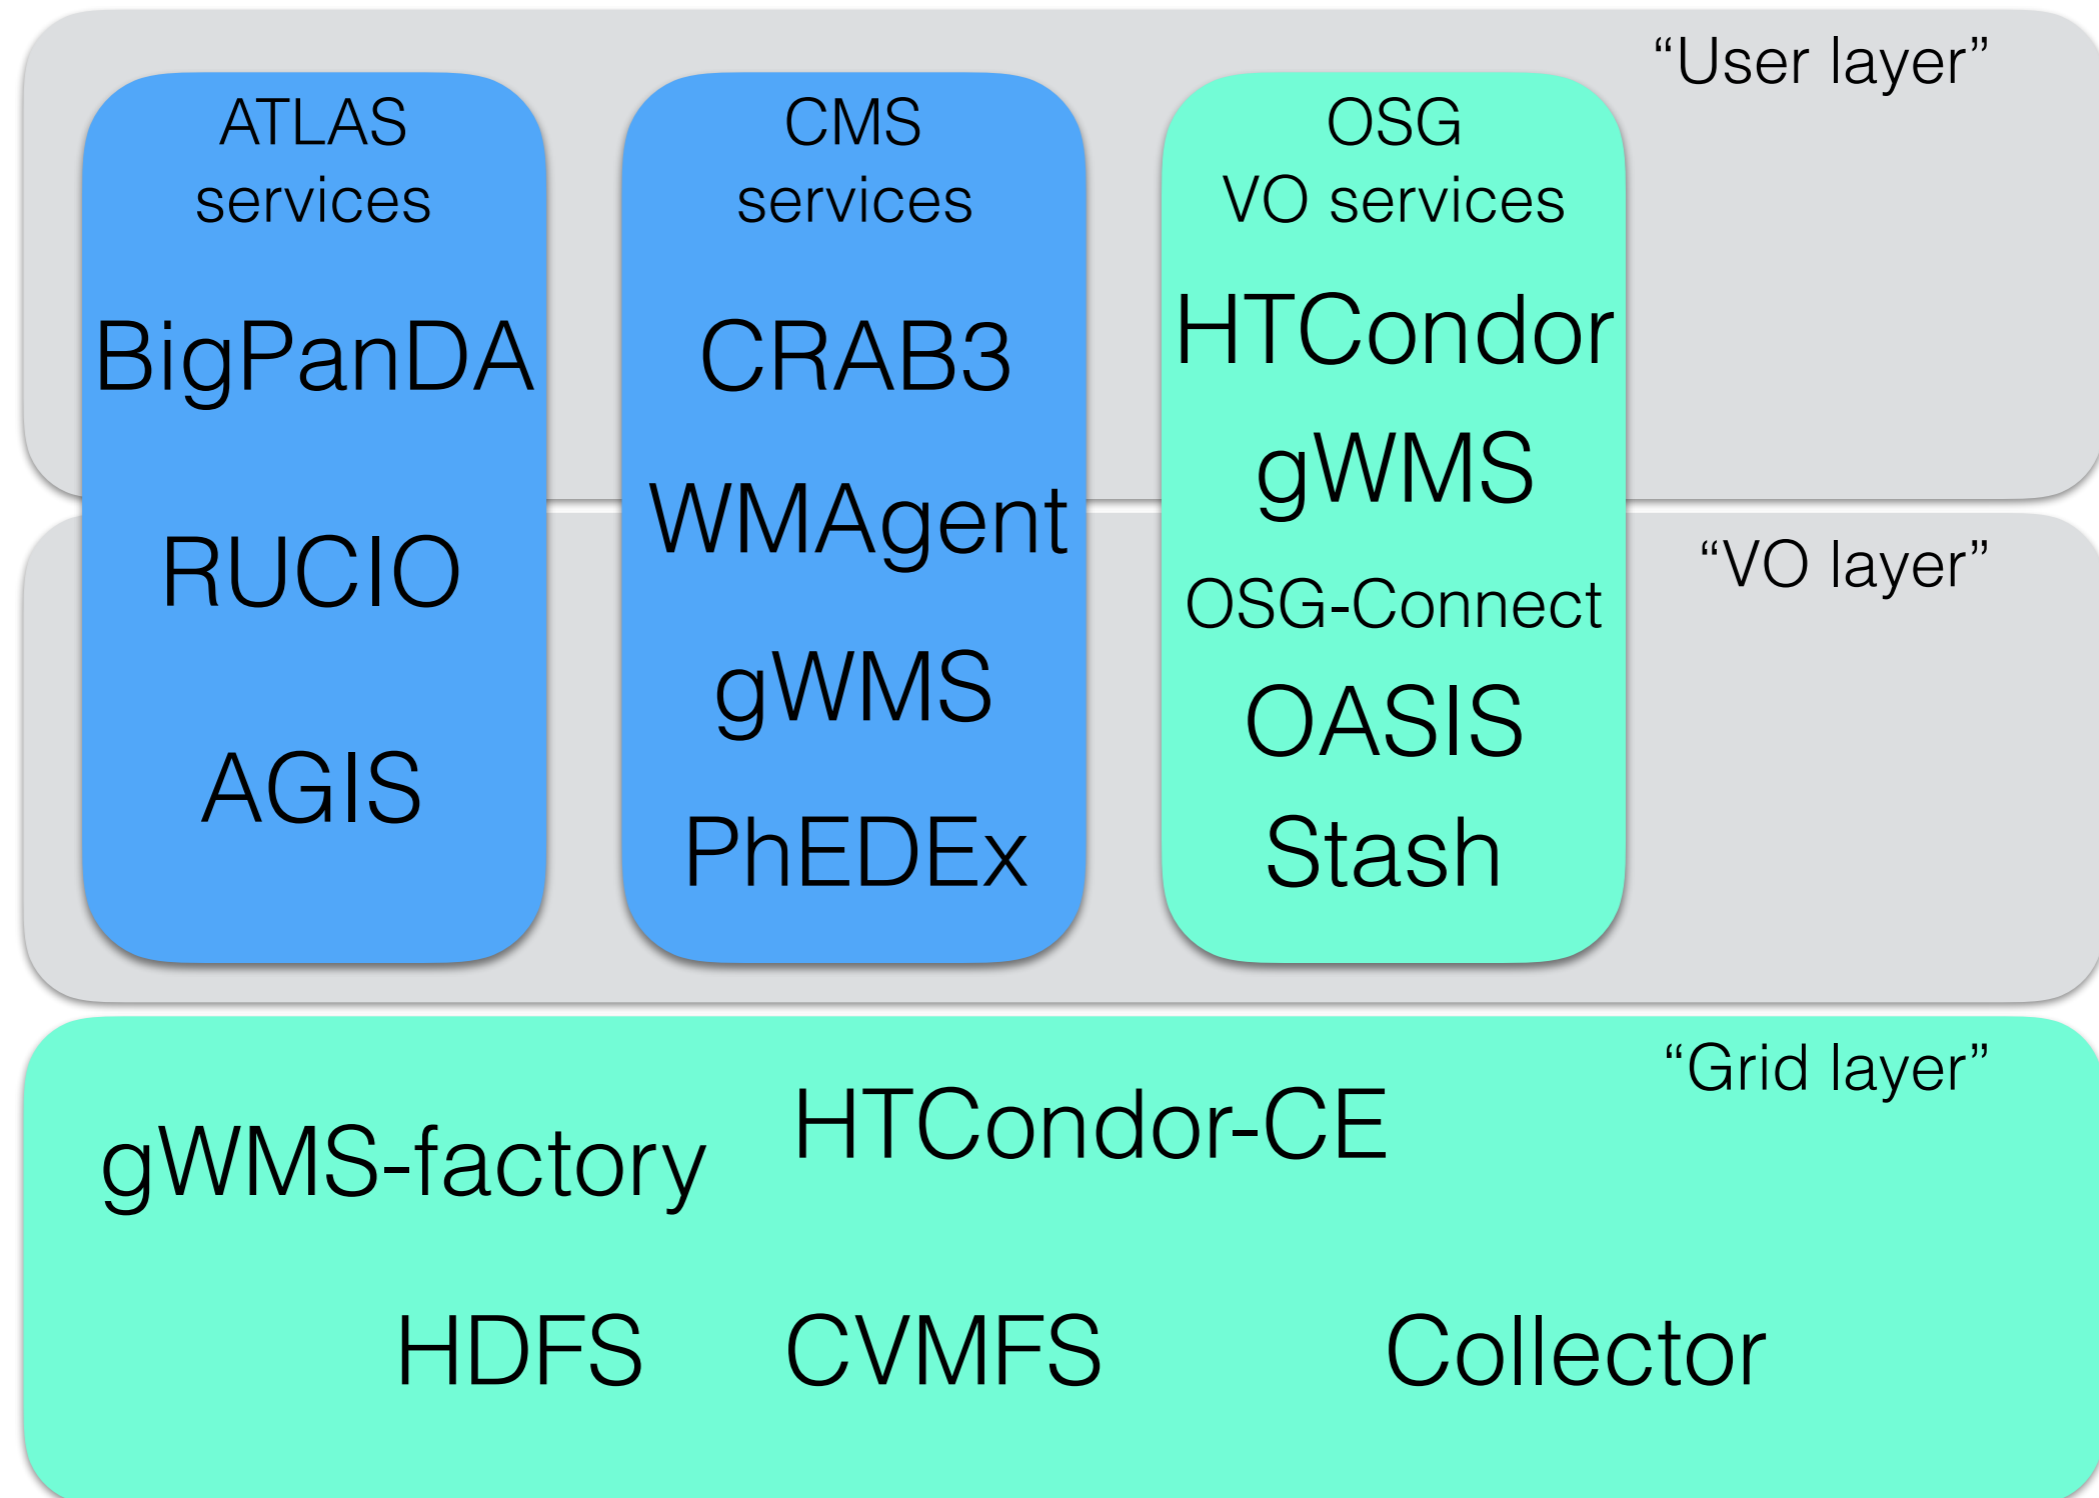 “User layer”
ATLAS
services
BigPanDA
RUCIO
AGIS
CMS
services
CRAB3
WMAgent
gWMS
PhEDEx
OSG
VO services
HTCondor
gWMS
OSG-Connect
OASIS
Stash
“VO layer”
“Grid layer”
gWMS-factory
HTCondor-CE
HDFS
CVMFS
Collector